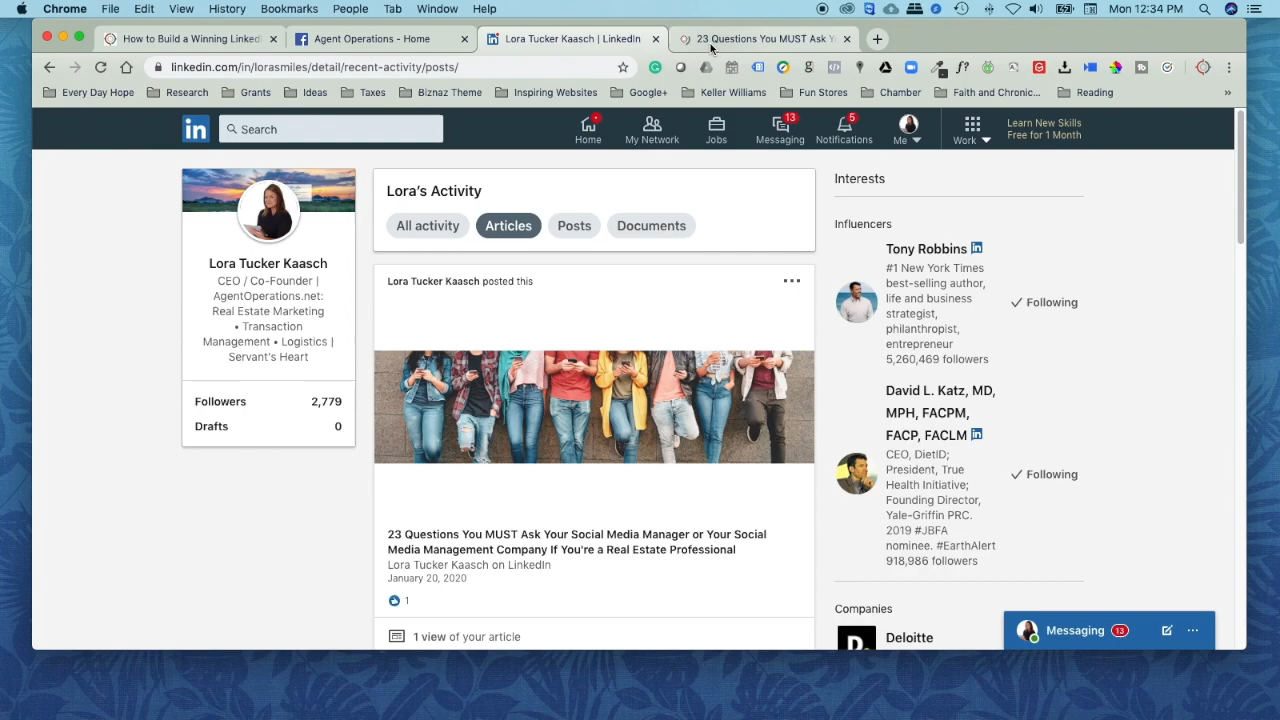 Chrome File Edit View History Bookmarks People Tab Window Help Mon 12:34 PM
How to Build a Winning LinkedIn Agent Operations - Home Lora Tucker Kaasch | LinkedIn 23 Questions You MUST Ask Y
linkedin.com/in/lorasmiles/detail/recent-activity/posts/
Every Day Hope Research Grants Ideas Taxes Biznaz Theme Inspiring Websites Google+ Keller Williams Fun Stores Chamber Faith and Chronic... Reading »
in Search
Home My Network Jobs 13 Messaging 5 Notifications Me Work
Learn New Skills
Free for 1 Month
Lora Tucker Kaasch
CEO / Co-Founder |
AgentOperations.net:
Real Estate Marketing
• Transaction
Management • Logistics |
Servant's Heart
Followers 2,779
Drafts 0
Lora's Activity
All activity Articles Posts Documents
Lora Tucker Kaasch posted this
23 Questions You MUST Ask Your Social Media Manager or Your Social
Media Management Company If You're a Real Estate Professional
Lora Tucker Kaasch on LinkedIn
January 20, 2020
1
1 view of your article
Interests
Influencers
Tony Robbins in
#1 New York Times
best-selling author,
life and business
strategist,
philanthropist,
entrepreneur
5,260,469 followers
Following
David L. Katz, MD,
MPH, FACPM,
FACP, FACLM in
CEO, DietID;
President, True
Health Initiative;
Founding Director,
Yale-Griffin PRC.
2019 #JBFA
nominee. #EarthAlert
918,986 followers
Following
Companies
Deloitte
Messaging 13